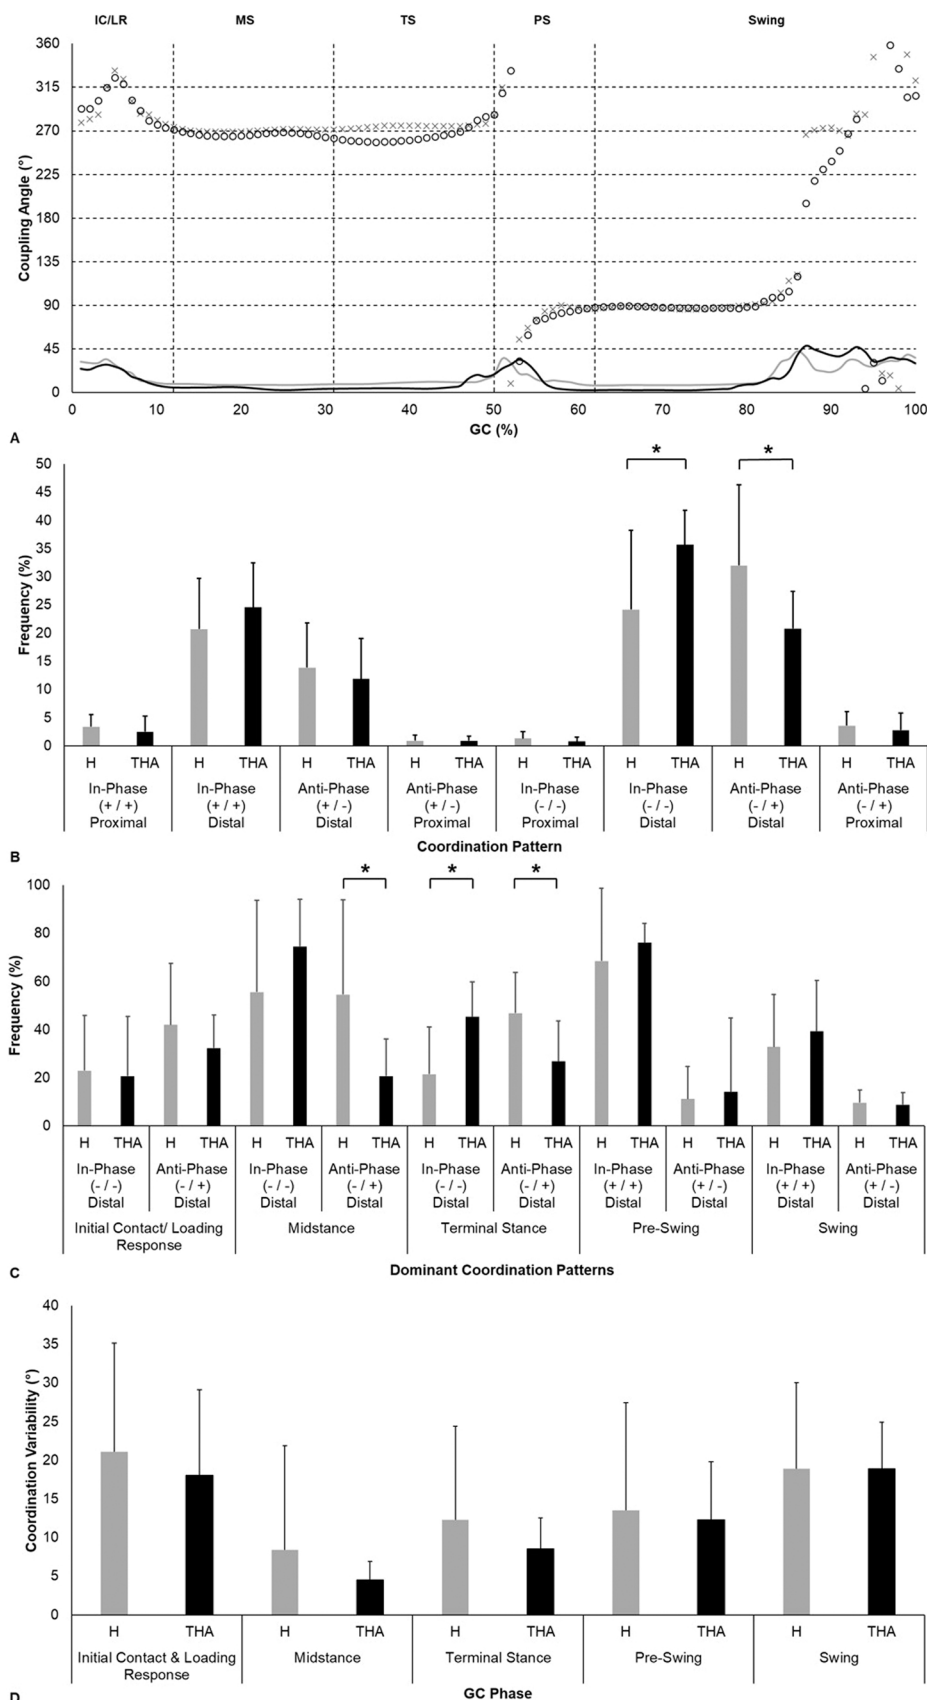 IC/LR MS TS PS Swing
360
315
270
225
180
135
90
45
0
Coupling Angle (°)
0 10 20 30 40 50 60 70 80 90 100
GC (%)
A
50
45
40
35
30
25
20
15
10
5
0
Frequency (%)
* *
H THA H THA H THA H THA H THA H THA H THA H THA
In-Phase In-Phase Anti-Phase Anti-Phase In-Phase In-Phase Anti-Phase Anti-Phase
(+ / +) (+ / +) (+ / -) (+ / -) (- / -) (- / -) (- / +) (- / +)
Proximal Distal Distal Proximal Proximal Distal Distal Proximal
Coordination Pattern
B
100
80
60
40
20
0
Frequency (%)
* * *
H THA H THA H THA H THA H THA H THA H THA H THA H THA H THA
In-Phase Anti-Phase In-Phase Anti-Phase In-Phase Anti-Phase In-Phase Anti-Phase In-Phase Anti-Phase
(- / -) (- / +) (- / -) (- / +) (- / -) (- / +) (+ / +) (+ / -) (+ / +) (+ / -)
Distal Distal Distal Distal Distal Distal Distal Distal Distal Distal
Initial Contact/ Loading Midstance Terminal Stance Pre-Swing Swing
Response
Dominant Coordination Patterns
C
40
35
30
25
20
15
10
5
0
Coordination Variability (°)
H THA H THA H THA H THA H THA
Initial Contact & Loading Midstance Terminal Stance Pre-Swing Swing
Response
GC Phase
D